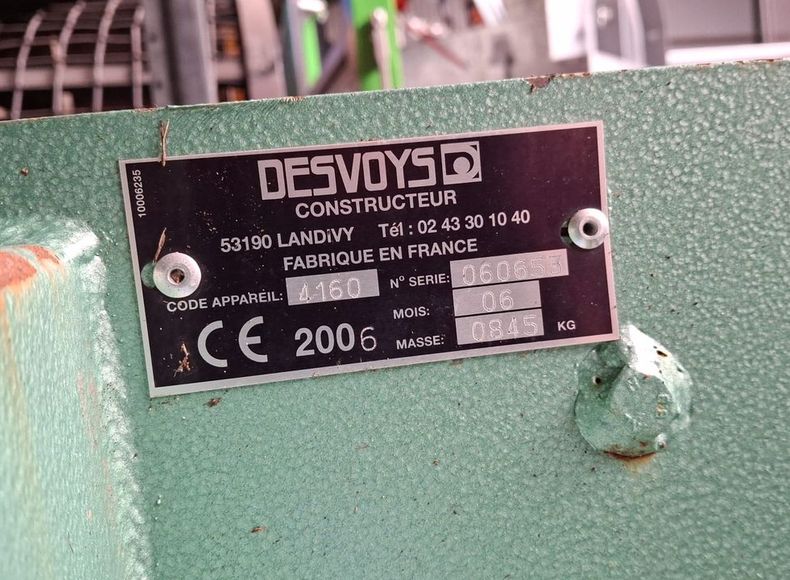 10006235
DESVOYS
CONSTRUCTEUR
53190 LANDiVY Tél : 02 43 30 10 40
FABRIQUE EN FRANCE
CODE APPAREIL: 4160 N° SERIE: 060653
MOIS: 06
CE 2006 MASSE: 0845 KG